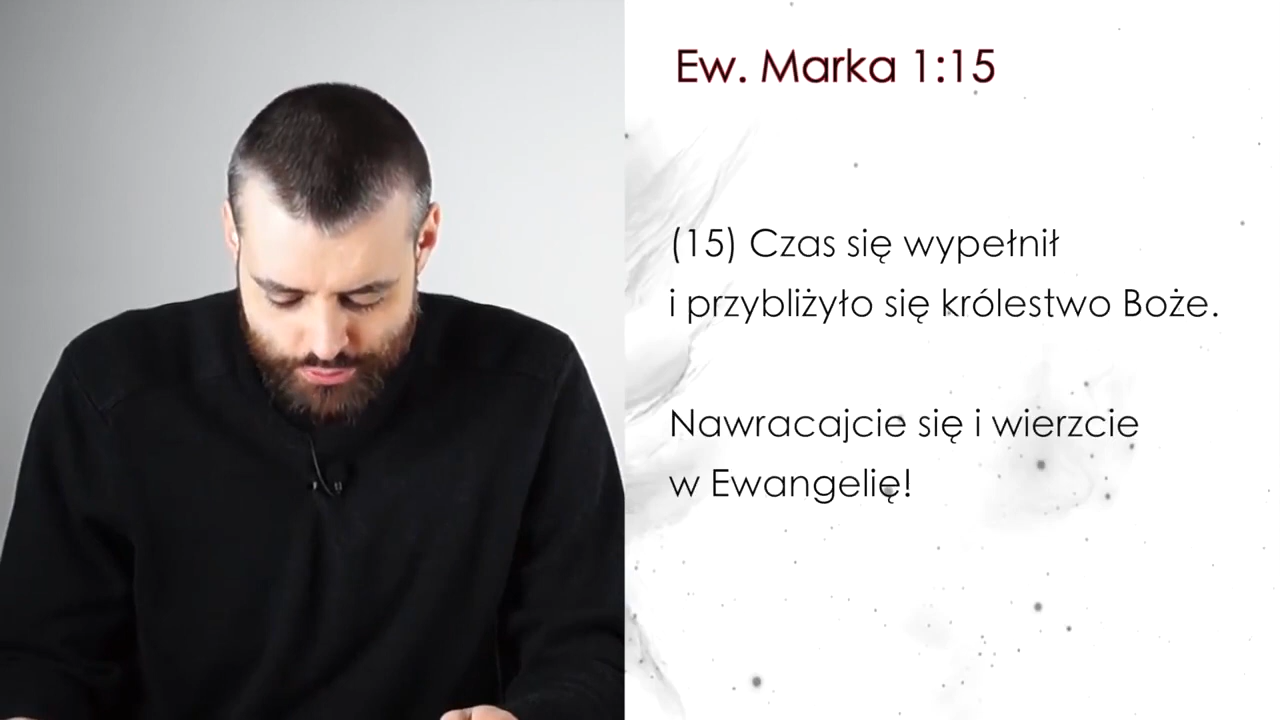 Ew. Marka 1:15
(15) Czas się wypełnił
i przybliżyło się królestwo Boże.
Nawracajcie się i wierzcie
w Ewangelię!